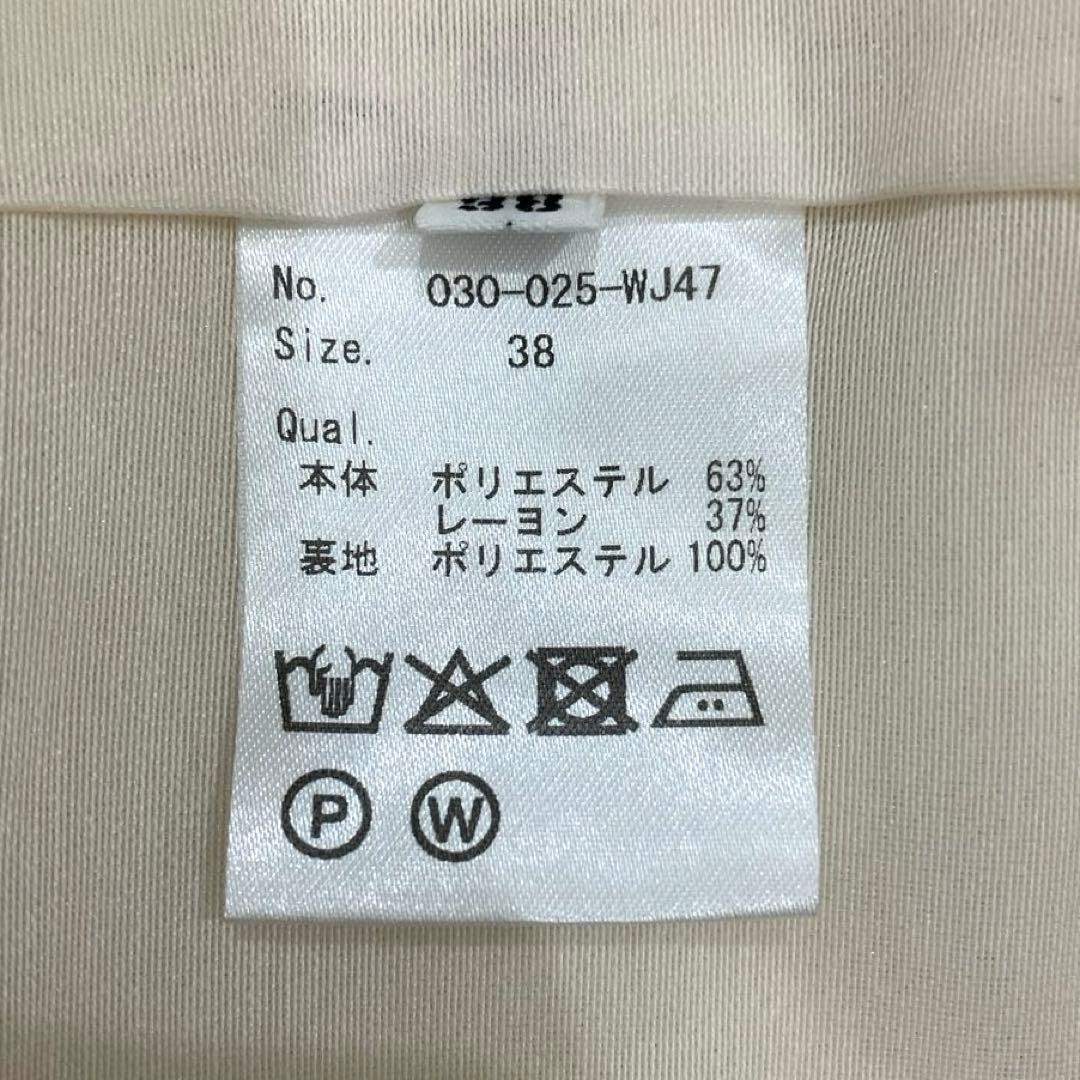 No. 030-025-WJ47
Size. 38
Qual.
本体 ポリエステル 63%
レーヨン 37%
裏地 ポリエステル 100%
P W